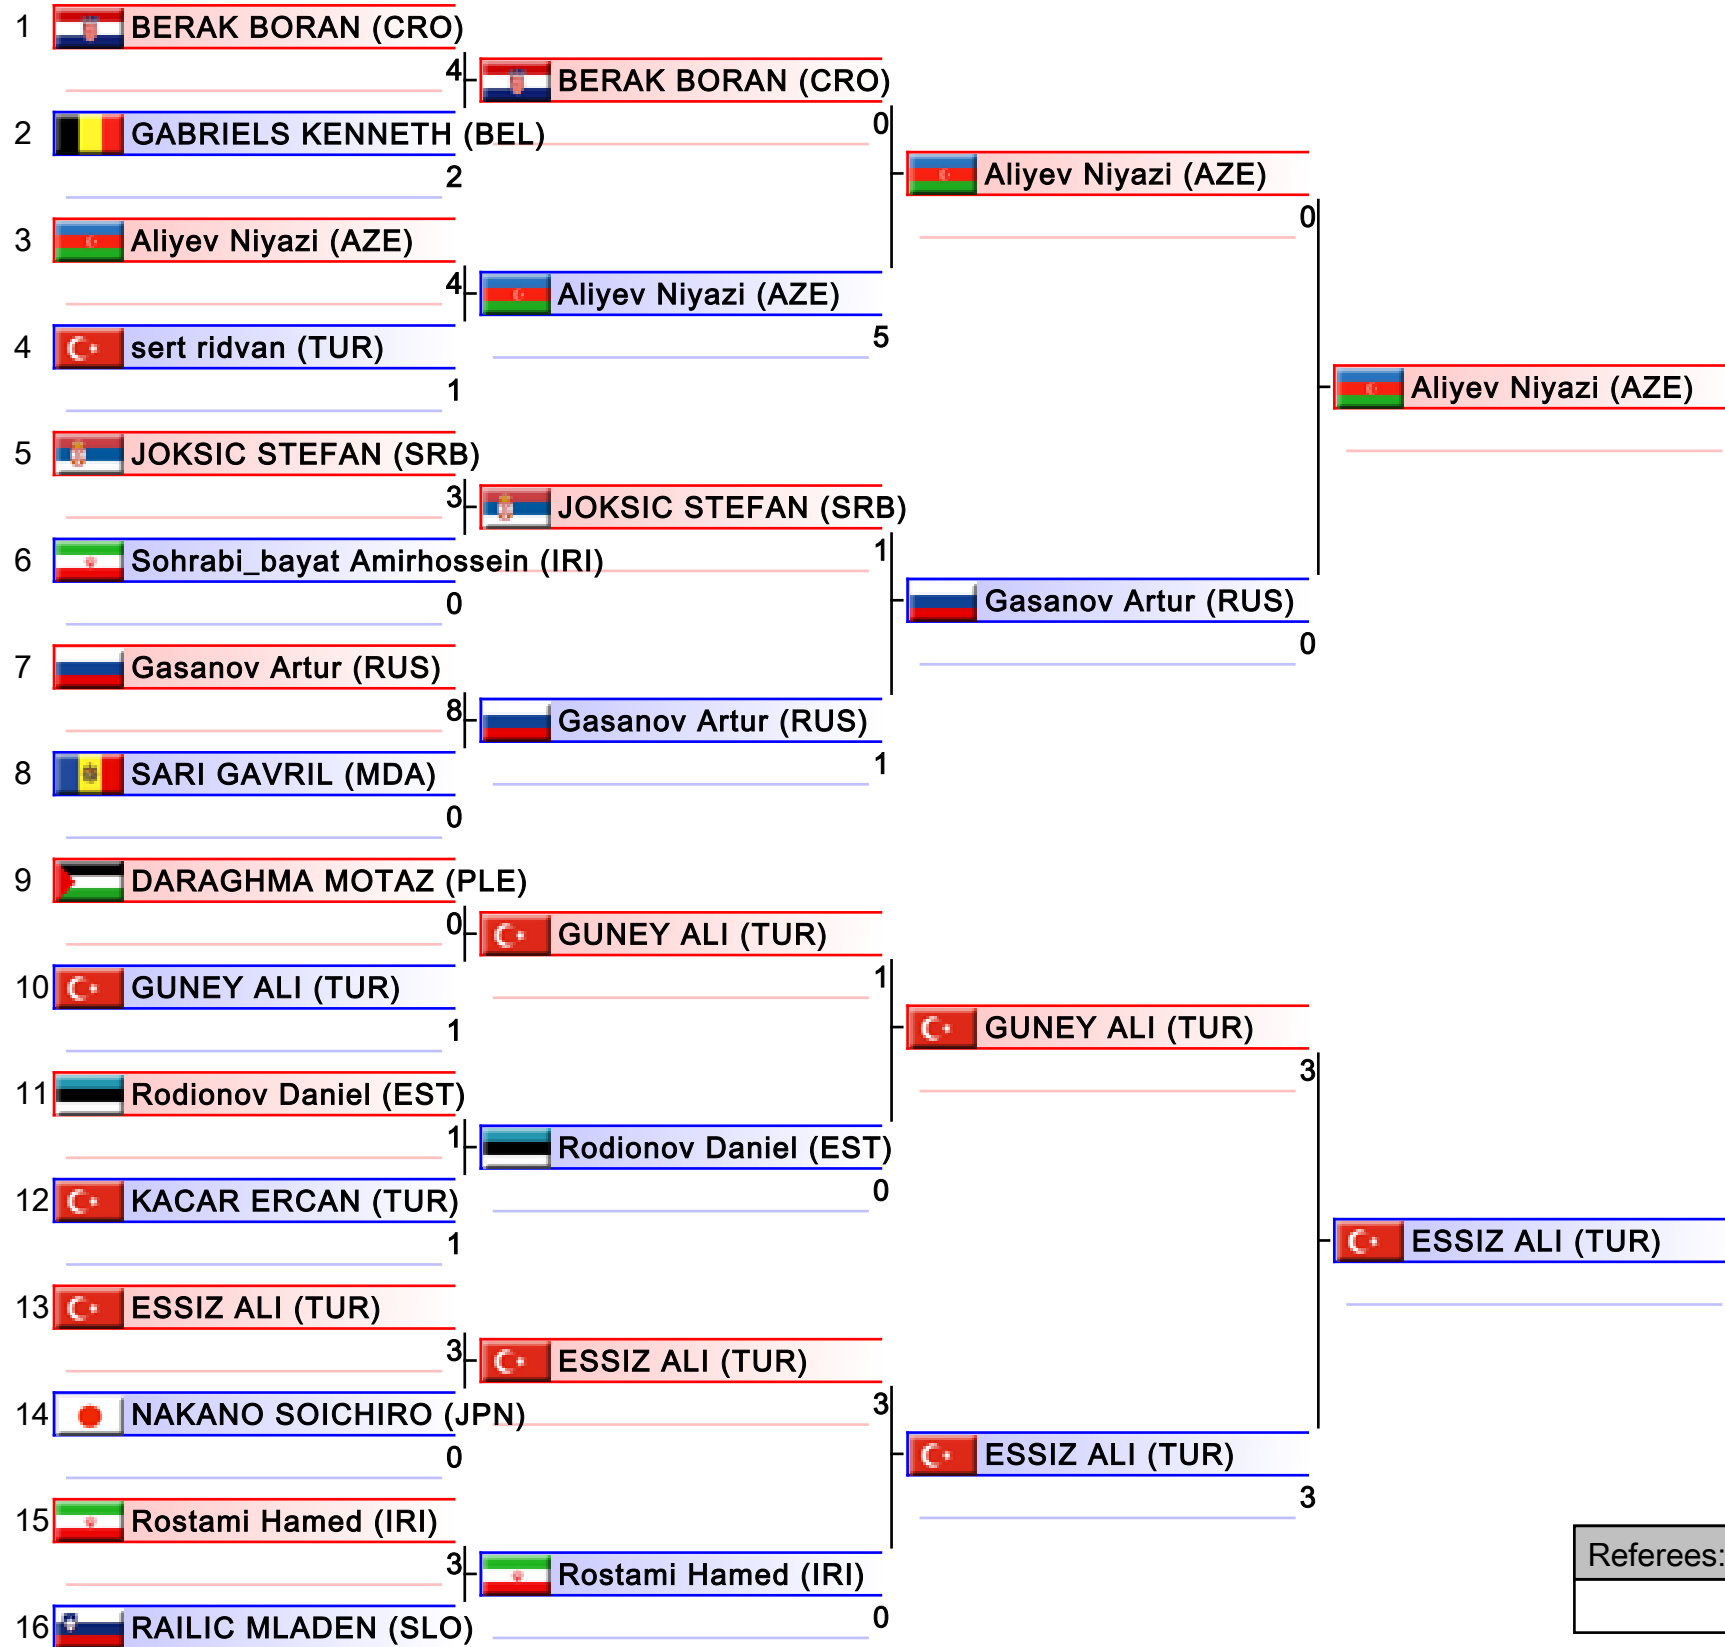 1 BERAK BORAN (CRO)
4 BERAK BORAN (CRO)
0
2 GABRIELS KENNETH (BEL)
2
Aliyev Niyazi (AZE)
0
3 Aliyev Niyazi (AZE)
4 Aliyev Niyazi (AZE)
5
4 sert ridvan (TUR)
1
Aliyev Niyazi (AZE)
5 JOKSIC STEFAN (SRB)
3 JOKSIC STEFAN (SRB)
1
6 Sohrabi_bayat Amirhossein (IRI)
0
Gasanov Artur (RUS)
0
7 Gasanov Artur (RUS)
8 Gasanov Artur (RUS)
1
8 SARI GAVRIL (MDA)
0
9 DARAGHMA MOTAZ (PLE)
0 GUNEY ALI (TUR)
1
10 GUNEY ALI (TUR)
1
GUNEY ALI (TUR)
3
11 Rodionov Daniel (EST)
1 Rodionov Daniel (EST)
0
12 KACAR ERCAN (TUR)
1
ESSIZ ALI (TUR)
13 ESSIZ ALI (TUR)
3 ESSIZ ALI (TUR)
3
14 NAKANO SOICHIRO (JPN)
0
ESSIZ ALI (TUR)
3
15 Rostami Hamed (IRI)
3 Rostami Hamed (IRI)
0
16 RAILIC MLADEN (SLO)
Referees: